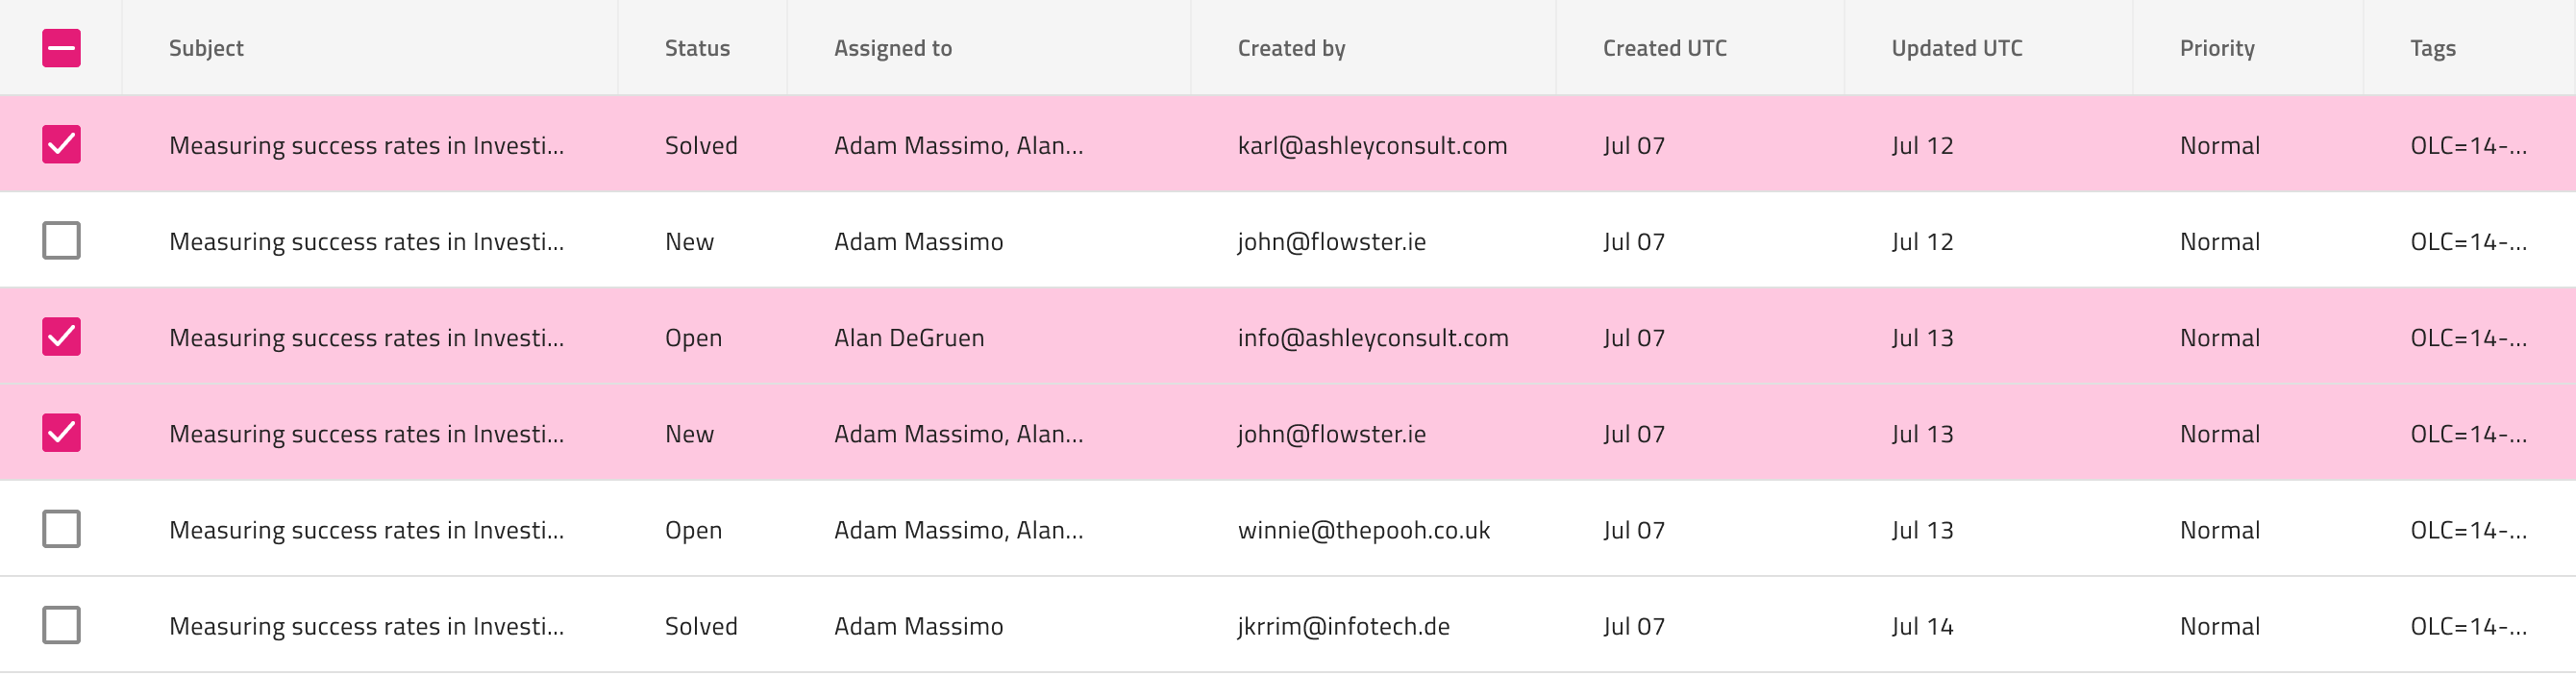 Subject Status Assigned to Created by Created UTC Updated UTC Priority Tags
Measuring success rates in Investi... Solved Adam Massimo, Alan... karl@ashleyconsult.com Jul 07 Jul 12 Normal OLC=14-...
Measuring success rates in Investi... New Adam Massimo john@flowster.ie Jul 07 Jul 12 Normal OLC=14-...
Measuring success rates in Investi... Open Alan DeGruen info@ashleyconsult.com Jul 07 Jul 13 Normal OLC=14-...
Measuring success rates in Investi... New Adam Massimo, Alan... john@flowster.ie Jul 07 Jul 13 Normal OLC=14-...
Measuring success rates in Investi... Open Adam Massimo, Alan... winnie@thepooh.co.uk Jul 07 Jul 13 Normal OLC=14-...
Measuring success rates in Investi... Solved Adam Massimo jkrrim@infotech.de Jul 07 Jul 14 Normal OLC=14-...